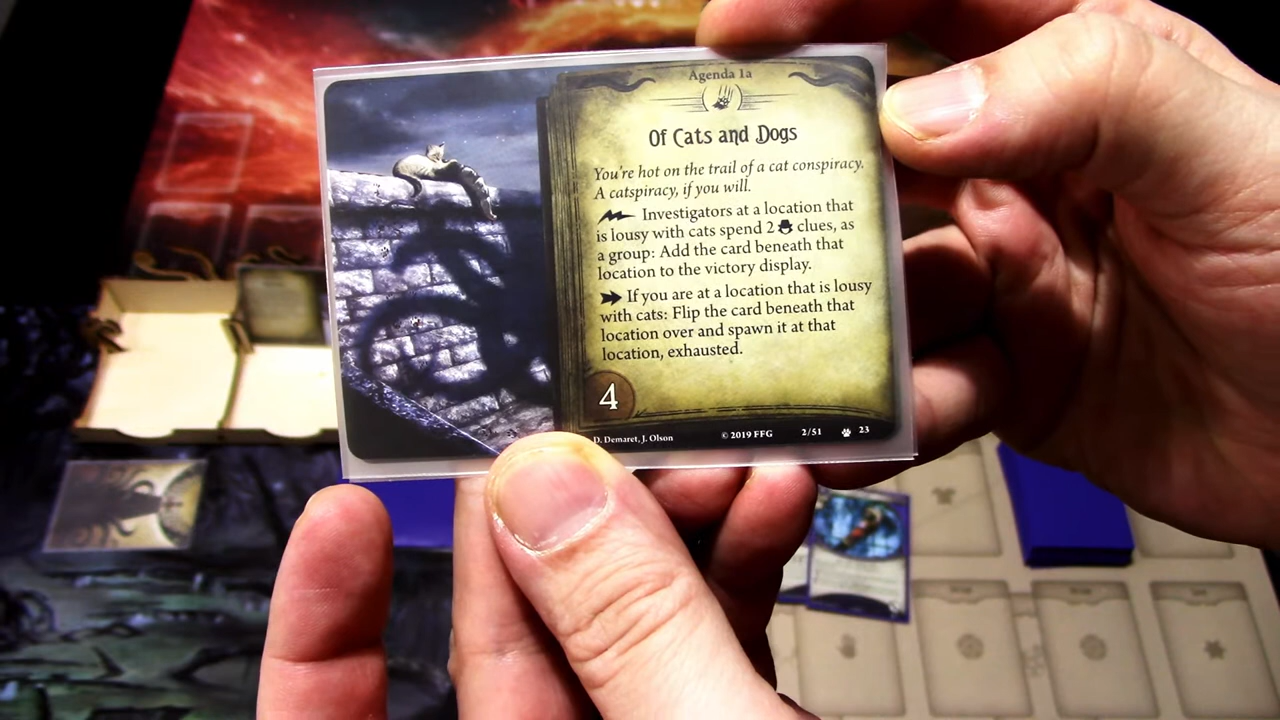 Agenda 1a
Of Cats and Dogs
You're hot on the trail of a cat conspiracy.
A catspiracy, if you will.
Investigators at a location that
is lousy with cats spend 2 clues, as
a group: Add the card beneath that
location to the victory display.
If you are at a location that is lousy
with cats: Flip the card beneath that
location over and spawn it at that
location, exhausted.
4
D. Demaret, J. Olson © 2019 FFG 2/51 23